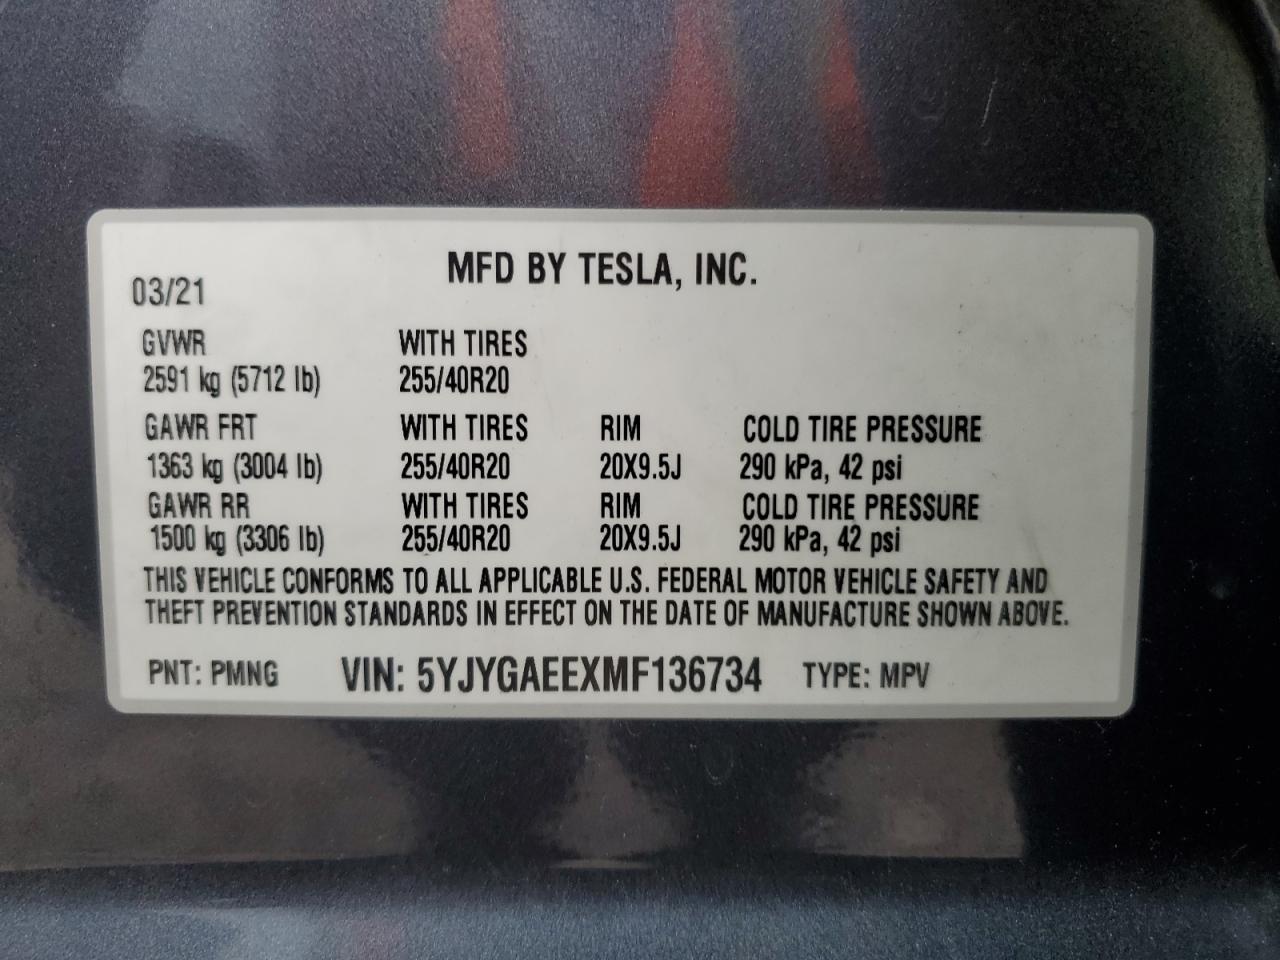 MFD BY TESLA, INC.
03/21
GVWR WITH TIRES
2591 kg (5712 lb) 255/40R20
GAWR FRT WITH TIRES RIM COLD TIRE PRESSURE
1363 kg (3004 lb) 255/40R20 20X9.5J 290 kPa, 42 psi
GAWR RR WITH TIRES RIM COLD TIRE PRESSURE
1500 kg (3306 lb) 255/40R20 20X9.5J 290 kPa, 42 psi
THIS VEHICLE CONFORMS TO ALL APPLICABLE U.S. FEDERAL MOTOR VEHICLE SAFETY AND
THEFT PREVENTION STANDARDS IN EFFECT ON THE DATE OF MANUFACTURE SHOWN ABOVE.
PNT: PMNG VIN: 5YJYGAEEXMF136734 TYPE: MPV